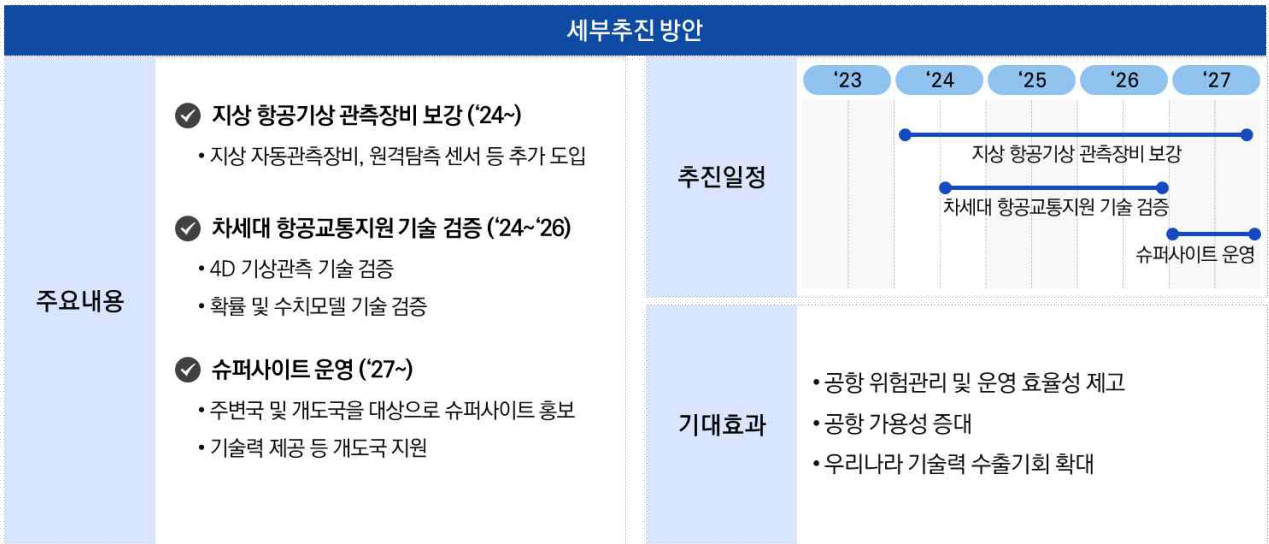 세부추진 방안
주요내용
지상 항공기상 관측장비 보강 (‘24~)
• 지상 자동관측장비, 원격탐측 센서 등 추가 도입
차세대 항공교통지원 기술 검증 (‘24~‘26)
• 4D 기상관측 기술 검증
• 확률 및 수치모델 기술 검증
슈퍼사이트 운영 (‘27~)
• 주변국 및 개도국을 대상으로 슈퍼사이트 홍보
• 기술력 제공 등 개도국 지원
추진일정
‘23 ‘24 ‘25 ‘26 ‘27
지상 항공기상 관측장비 보강
차세대 항공교통지원 기술 검증
슈퍼사이트 운영
기대효과
• 공항 위험관리 및 운영 효율성 제고
• 공항 가용성 증대
• 우리나라 기술력 수출기회 확대